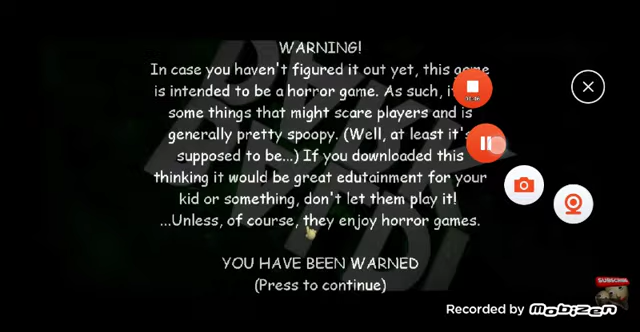 WARNING!
In case you haven't figured it out yet, this game
is intended to be a horror game. As such, it
some things that might scare players and is
generally pretty spoopy. (Well, at least it's
supposed to be...) If you downloaded this
thinking it would be great edutainment for your
kid or something, don't let them play it!
...Unless, of course, they enjoy horror games.
YOU HAVE BEEN WARNED
(Press to continue)
SUBSCRIBE
Recorded by Mobizen